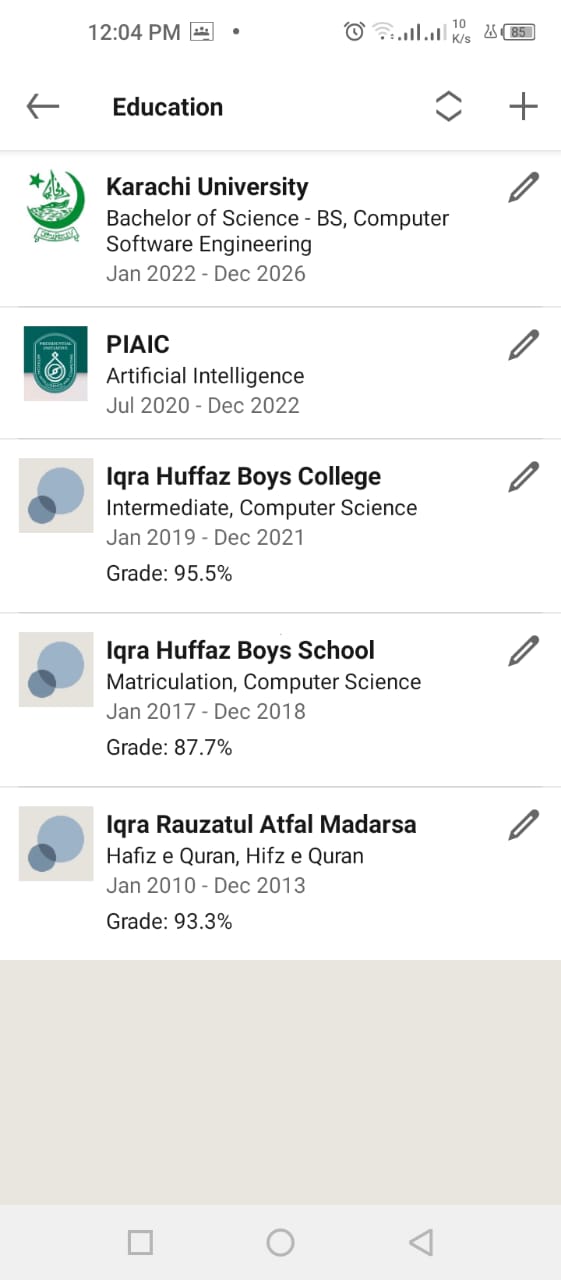 12:04 PM
10
K/s
85
Education
Karachi University
Bachelor of Science - BS, Computer
Software Engineering
Jan 2022 - Dec 2026
PIAIC
Artificial Intelligence
Jul 2020 - Dec 2022
Iqra Huffaz Boys College
Intermediate, Computer Science
Jan 2019 - Dec 2021
Grade: 95.5%
Iqra Huffaz Boys School
Matriculation, Computer Science
Jan 2017 - Dec 2018
Grade: 87.7%
Iqra Rauzatul Atfal Madarsa
Hafiz e Quran, Hifz e Quran
Jan 2010 - Dec 2013
Grade: 93.3%